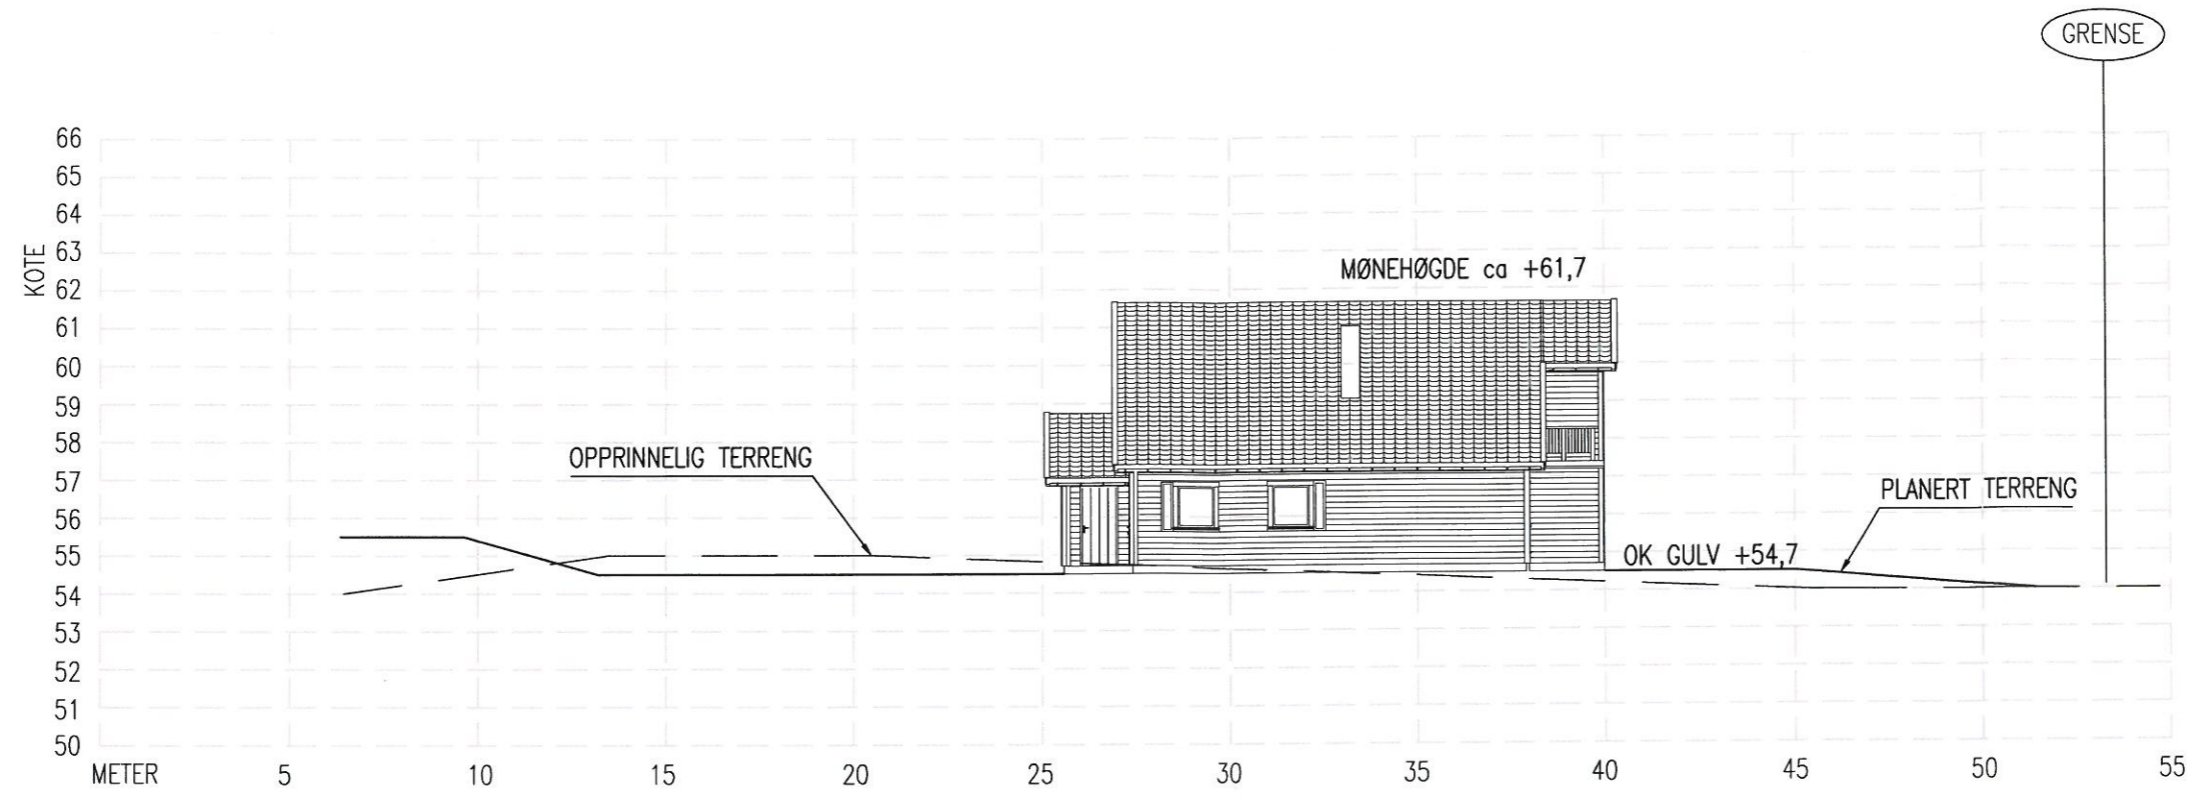 GRENSE
66
65
64
63
62
61
60
59
58
57
56
55
54
53
52
51
50
KOTE
MØNEHØGDE ca +61,7
OPPRINNELIG TERRENG
PLANERT TERRENG
OK GULV +54,7
METER 5 10 15 20 25 30 35 40 45 50 55